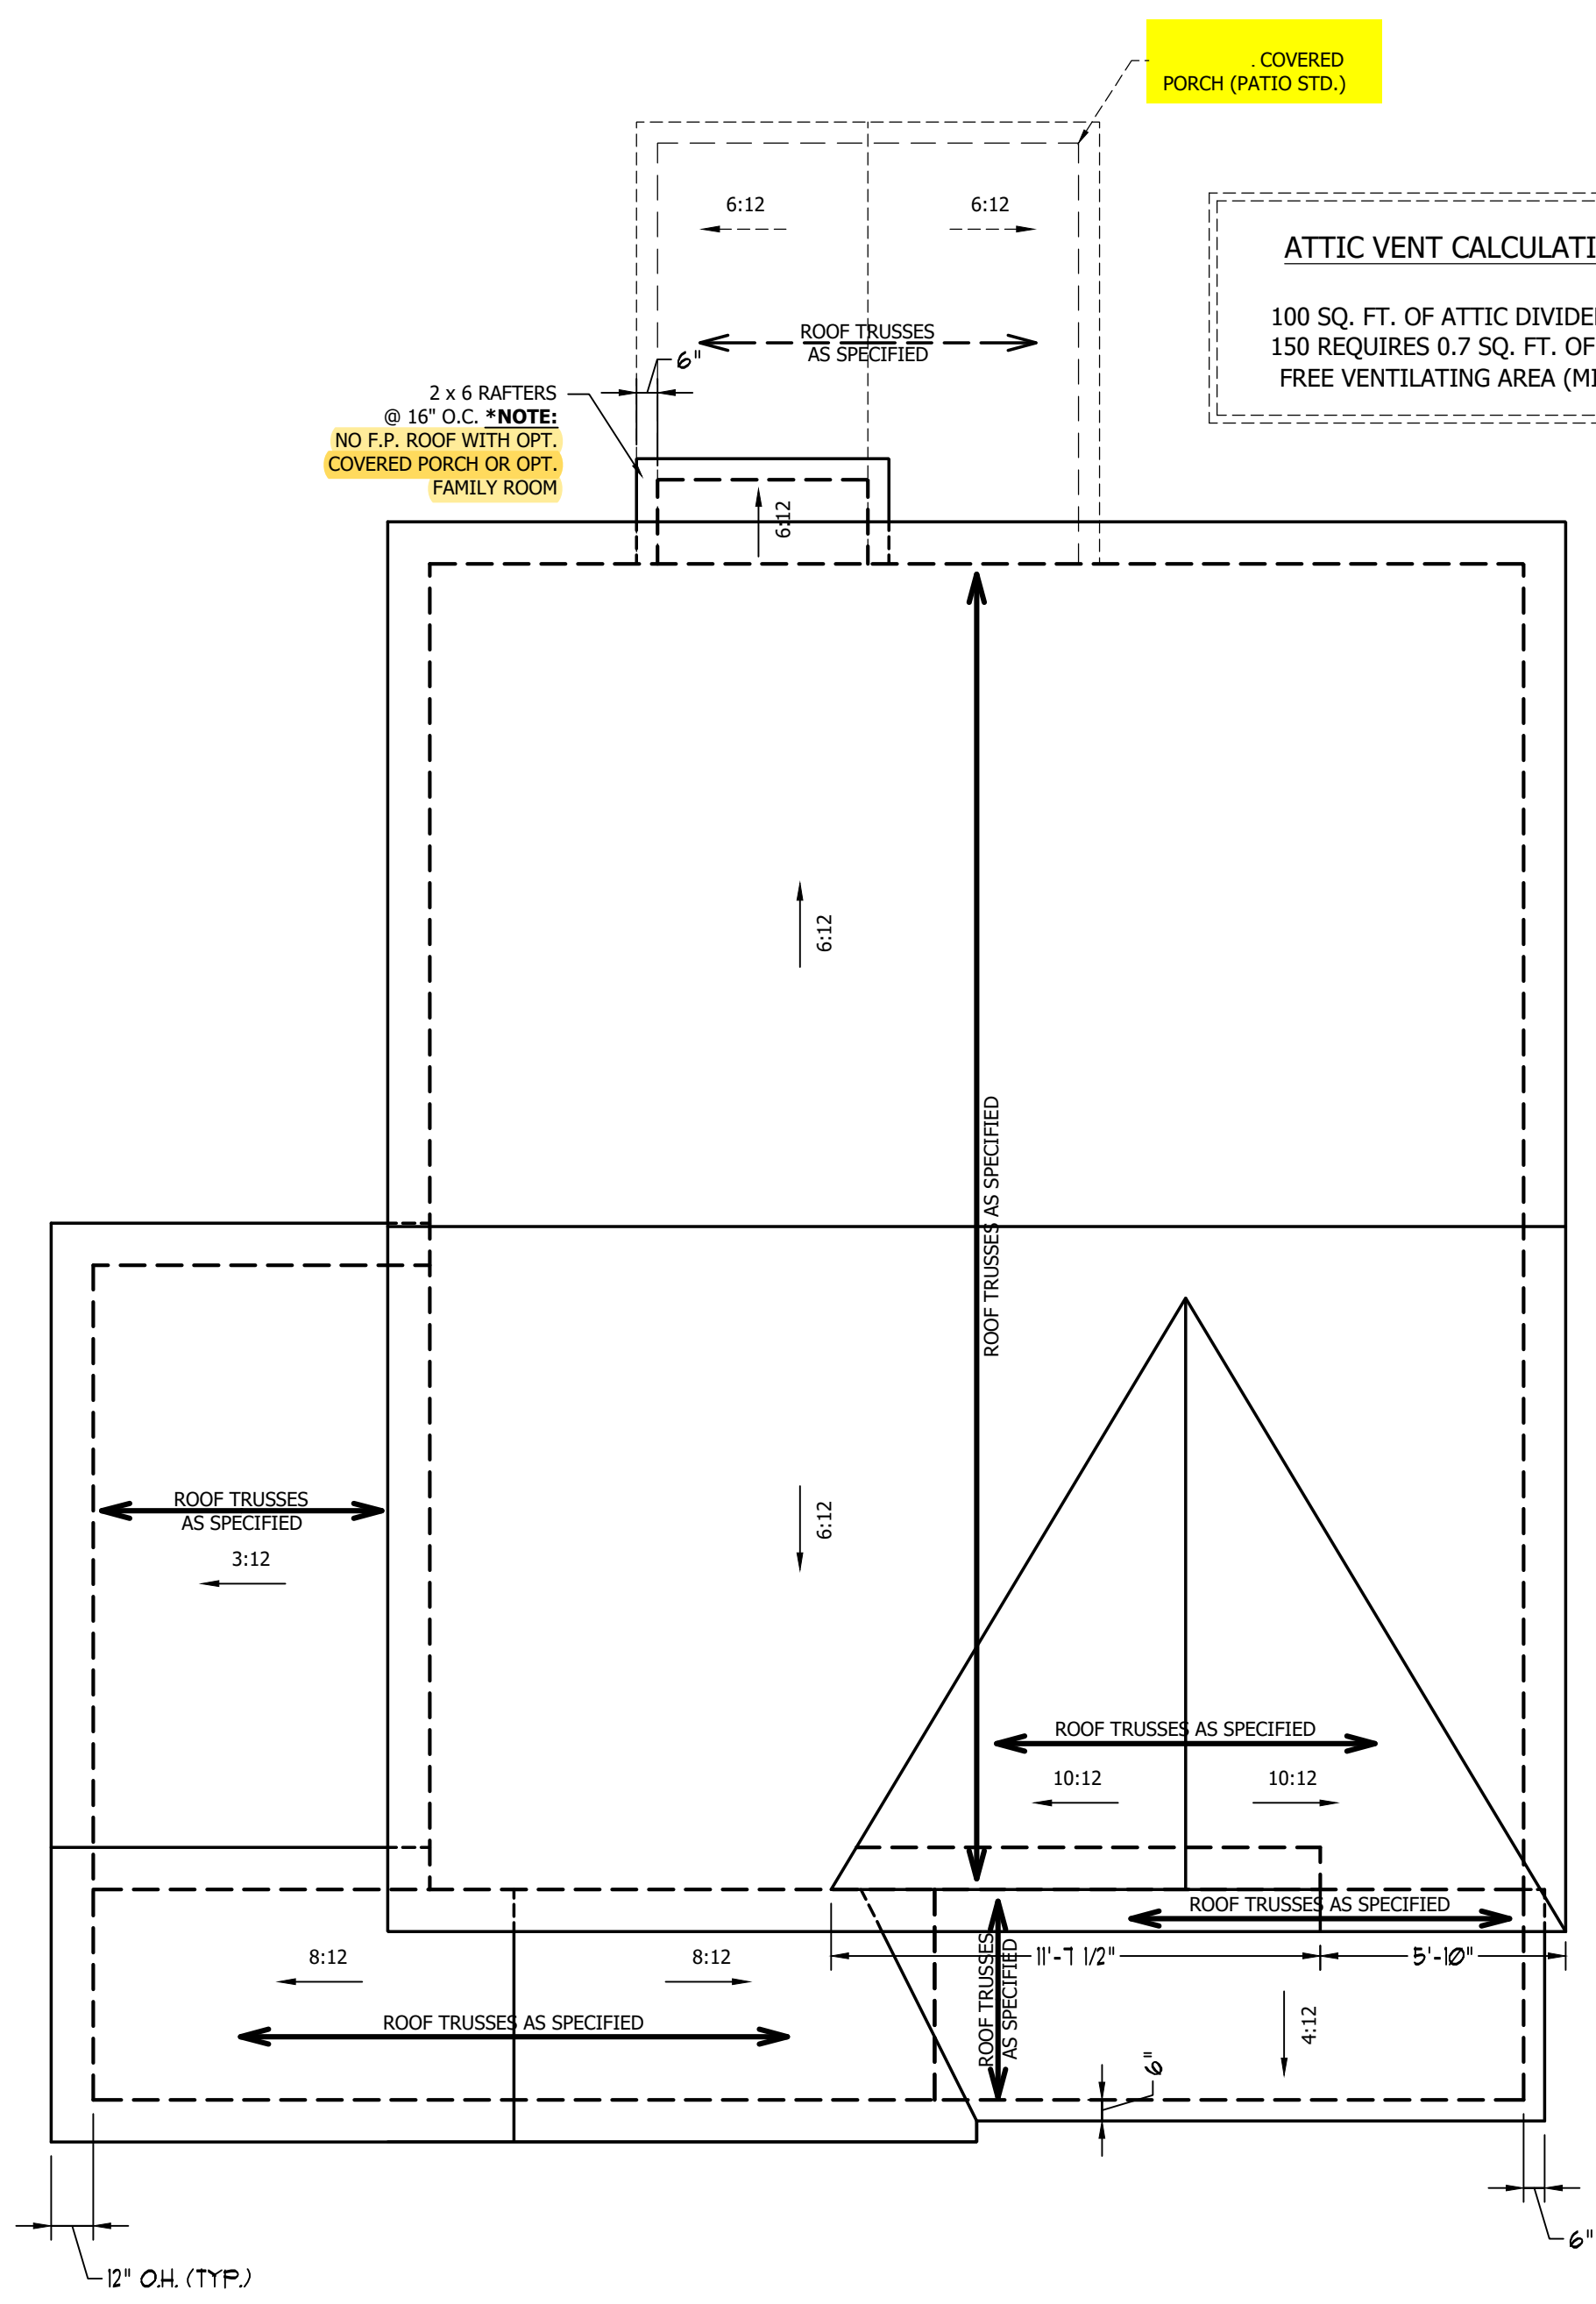 . COVERED
PORCH (PATIO STD.)
6:12
6:12
ATTIC VENT
100 SQ. FT. OF ATTIC
150 REQUIRES 0.7 SQ. FT. OF
FREE VENTILATING AREA
ROOF TRUSSES
AS SPECIFIED
6"
2 x 6 RAFTERS
@ 16" O.C. *NOTE:
NO F.P. ROOF WITH OPT.
COVERED PORCH OR OPT.
FAMILY ROOM
6:12
6:12
ROOF TRUSSES AS SPECIFIED
ROOF TRUSSES
AS SPECIFIED
3:12
6:12
ROOF TRUSSES AS SPECIFIED
10:12
10:12
ROOF TRUSSES AS SPECIFIED
8:12
8:12
ROOF TRUSSES
AS SPECIFIED
11'-7 1/2"
5'-10"
ROOF TRUSSES AS SPECIFIED
4:12
6"
6"
12" O.H. (TYP.)